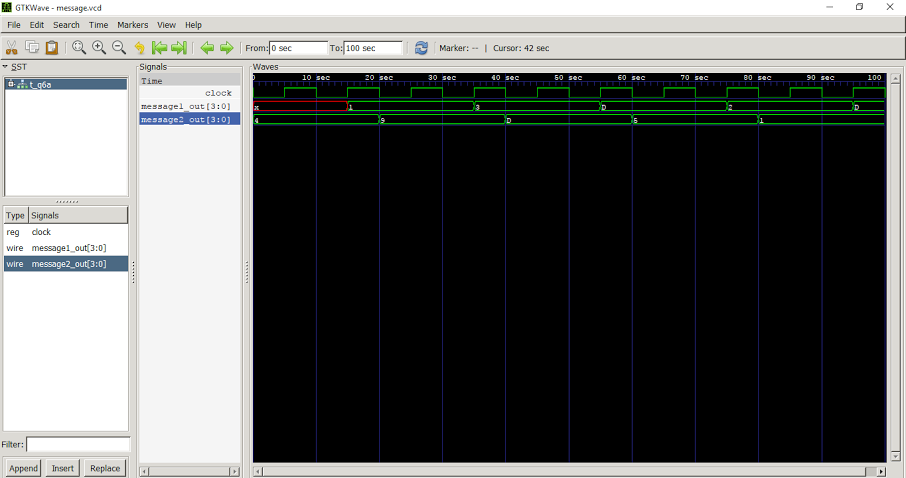 GTKWave - message.vcd
File Edit Search Time Markers View Help
From: 0 sec To: 100 sec Marker: -- | Cursor: 42 sec
SST
t_q6a
Type Signals
reg clock
wire message1_out[3:0]
wire message2_out[3:0]
Filter:
Append Insert Replace
Signals
Time
clock
message1_out[3:0]
message2_out[3:0]
Waves
0 10 sec 20 sec 30 sec 40 sec 50 sec 60 sec 70 sec 80 sec 90 sec 100
x 1 3 D 2 D
4 9 D 1